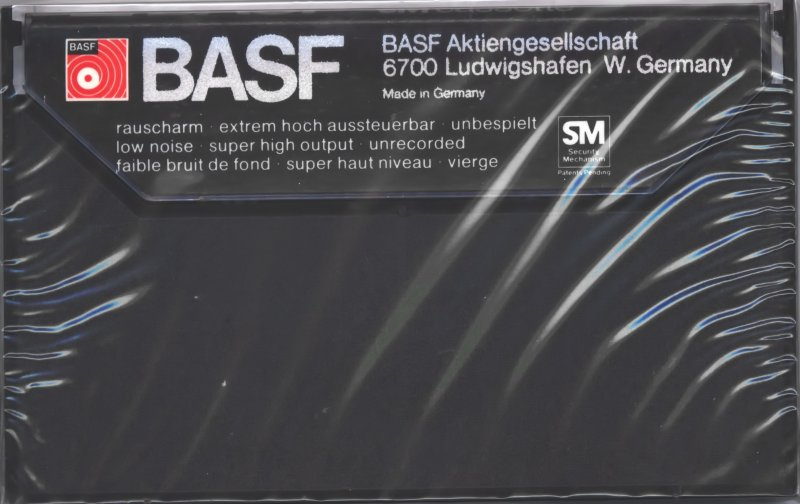 BASF
BASF
BASF Aktiengesellschaft
6700 Ludwigshafen W. Germany
Made in Germany
rauscharm · extrem hoch aussteuerbar · unbespielt
low noise · super high output · unrecorded
faible bruit de fond · super haut niveau · vierge
SM
Security
Mechanism
Patents Pending